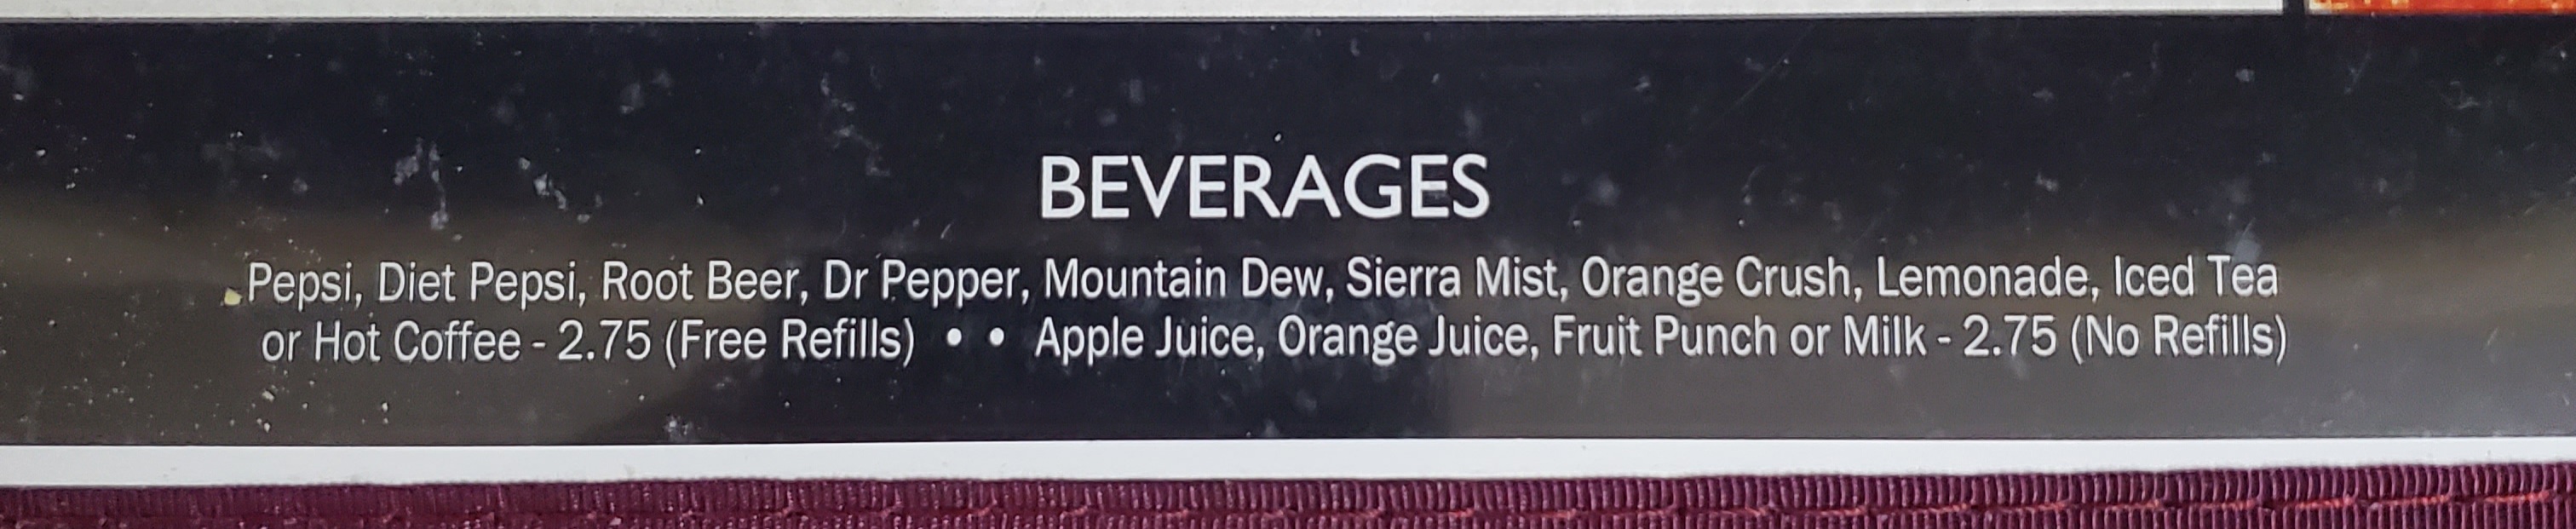 BEVERAGES
Pepsi, Diet Pepsi, Root Beer, Dr Pepper, Mountain Dew, Sierra Mist, Orange Crush, Lemonade, Iced Tea
or Hot Coffee - 2.75 (Free Refills) • • Apple Juice, Orange Juice, Fruit Punch or Milk - 2.75 (No Refills)